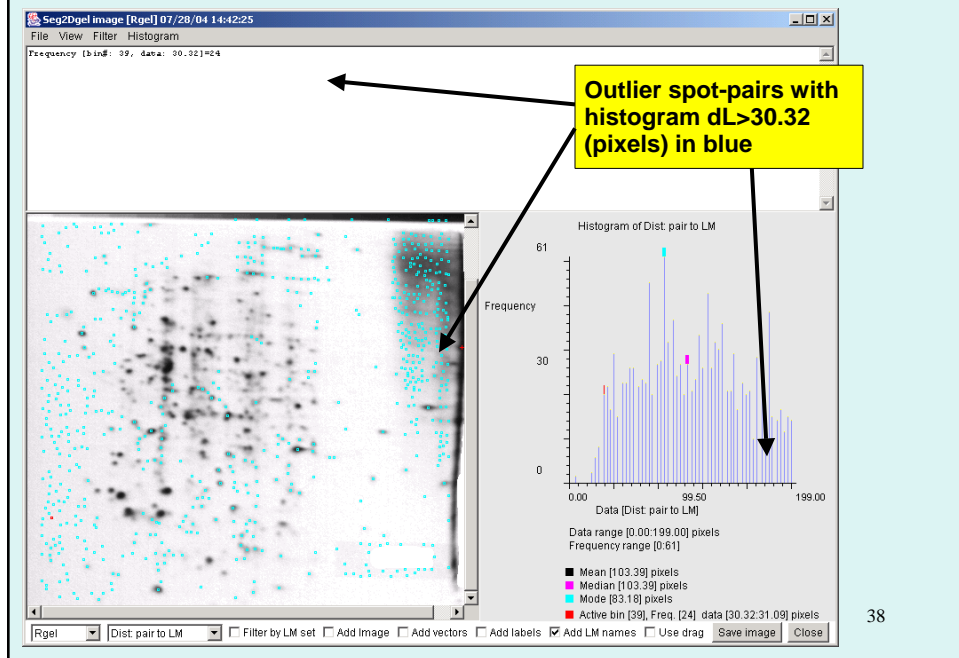 Seg2Dgel image [Rgel] 07/28/04 14:42:25
File View Filter Histogram
Frequency [bin#: 39, data: 30.32]=24
Outlier spot-pairs with
histogram dL>30.32
(pixels) in blue
Histogram of Dist: pair to LM
61
Frequency
30
0
0.00 99.50 199.00
Data [Dist: pair to LM]
Data range [0.00:199.00] pixels
Frequency range [0:61]
Mean [103.39] pixels
Median [103.39] pixels
Mode [83.18] pixels
Active bin [39], Freq. [24] data [30.32:31.09] pixels
Rgel Dist: pair to LM Filter by LM set Add Image Add vectors Add labels Add LM names Use drag Save image Close
38